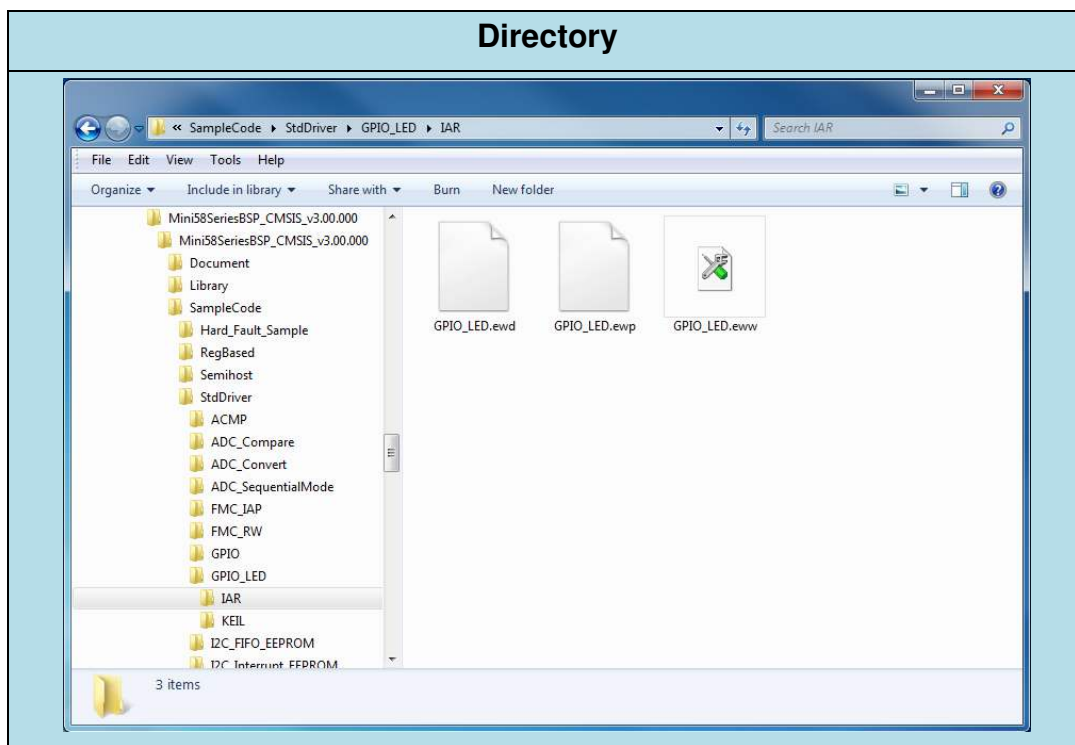 Directory
« SampleCode ▸ StdDriver ▸ GPIO_LED ▸ IAR
Search IAR
File Edit View Tools Help
Organize Include in library Share with Burn New folder
Mini58SeriesBSP_CMSIS_v3.00.000
Mini58SeriesBSP_CMSIS_v3.00.000
Document
Library
SampleCode
Hard_Fault_Sample
RegBased
Semihost
StdDriver
ACMP
ADC_Compare
ADC_Convert
ADC_SequentialMode
FMC_IAP
FMC_RW
GPIO
GPIO_LED
IAR
KEIL
I2C_FIFO_EEPROM
I2C_Interrupt_EEPROM
GPIO_LED.ewd
GPIO_LED.ewp
GPIO_LED.eww
3 items